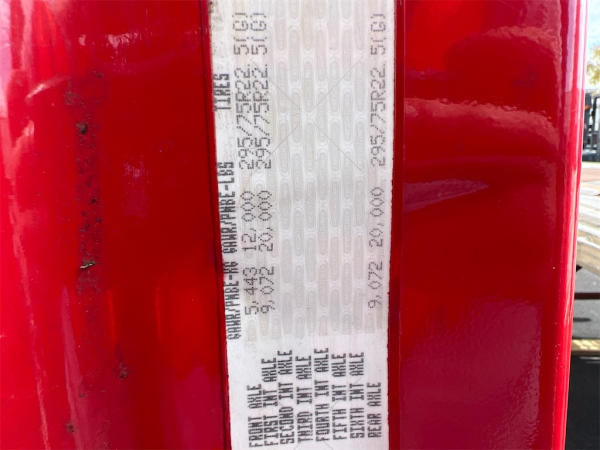 GAWR/PNBE-KG GAWR/PNBE-LBS TIRES
FRONT AXLE 5,443 12,000 295/75R22.5(G)
FIRST INT AXLE 9,072 20,000 295/75R22.5(G)
SECOND INT AXLE
THIRD INT AXLE
FOURTH INT AXLE
FIFTH INT AXLE
SIXTH INT AXLE
REAR AXLE 9,072 20,000 295/75R22.5(G)